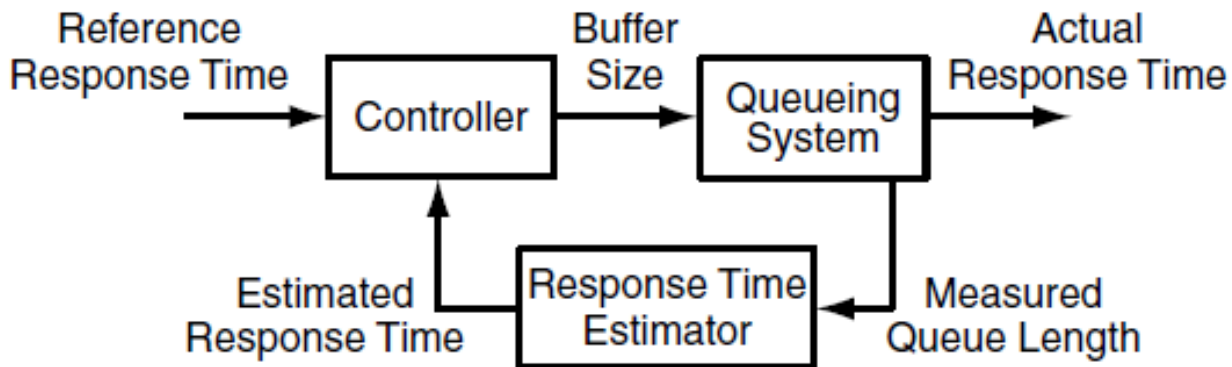 Reference
Response Time
Controller
Buffer
Size
Queueing
System
Actual
Response Time
Estimated
Response Time
Response Time
Estimator
Measured
Queue Length